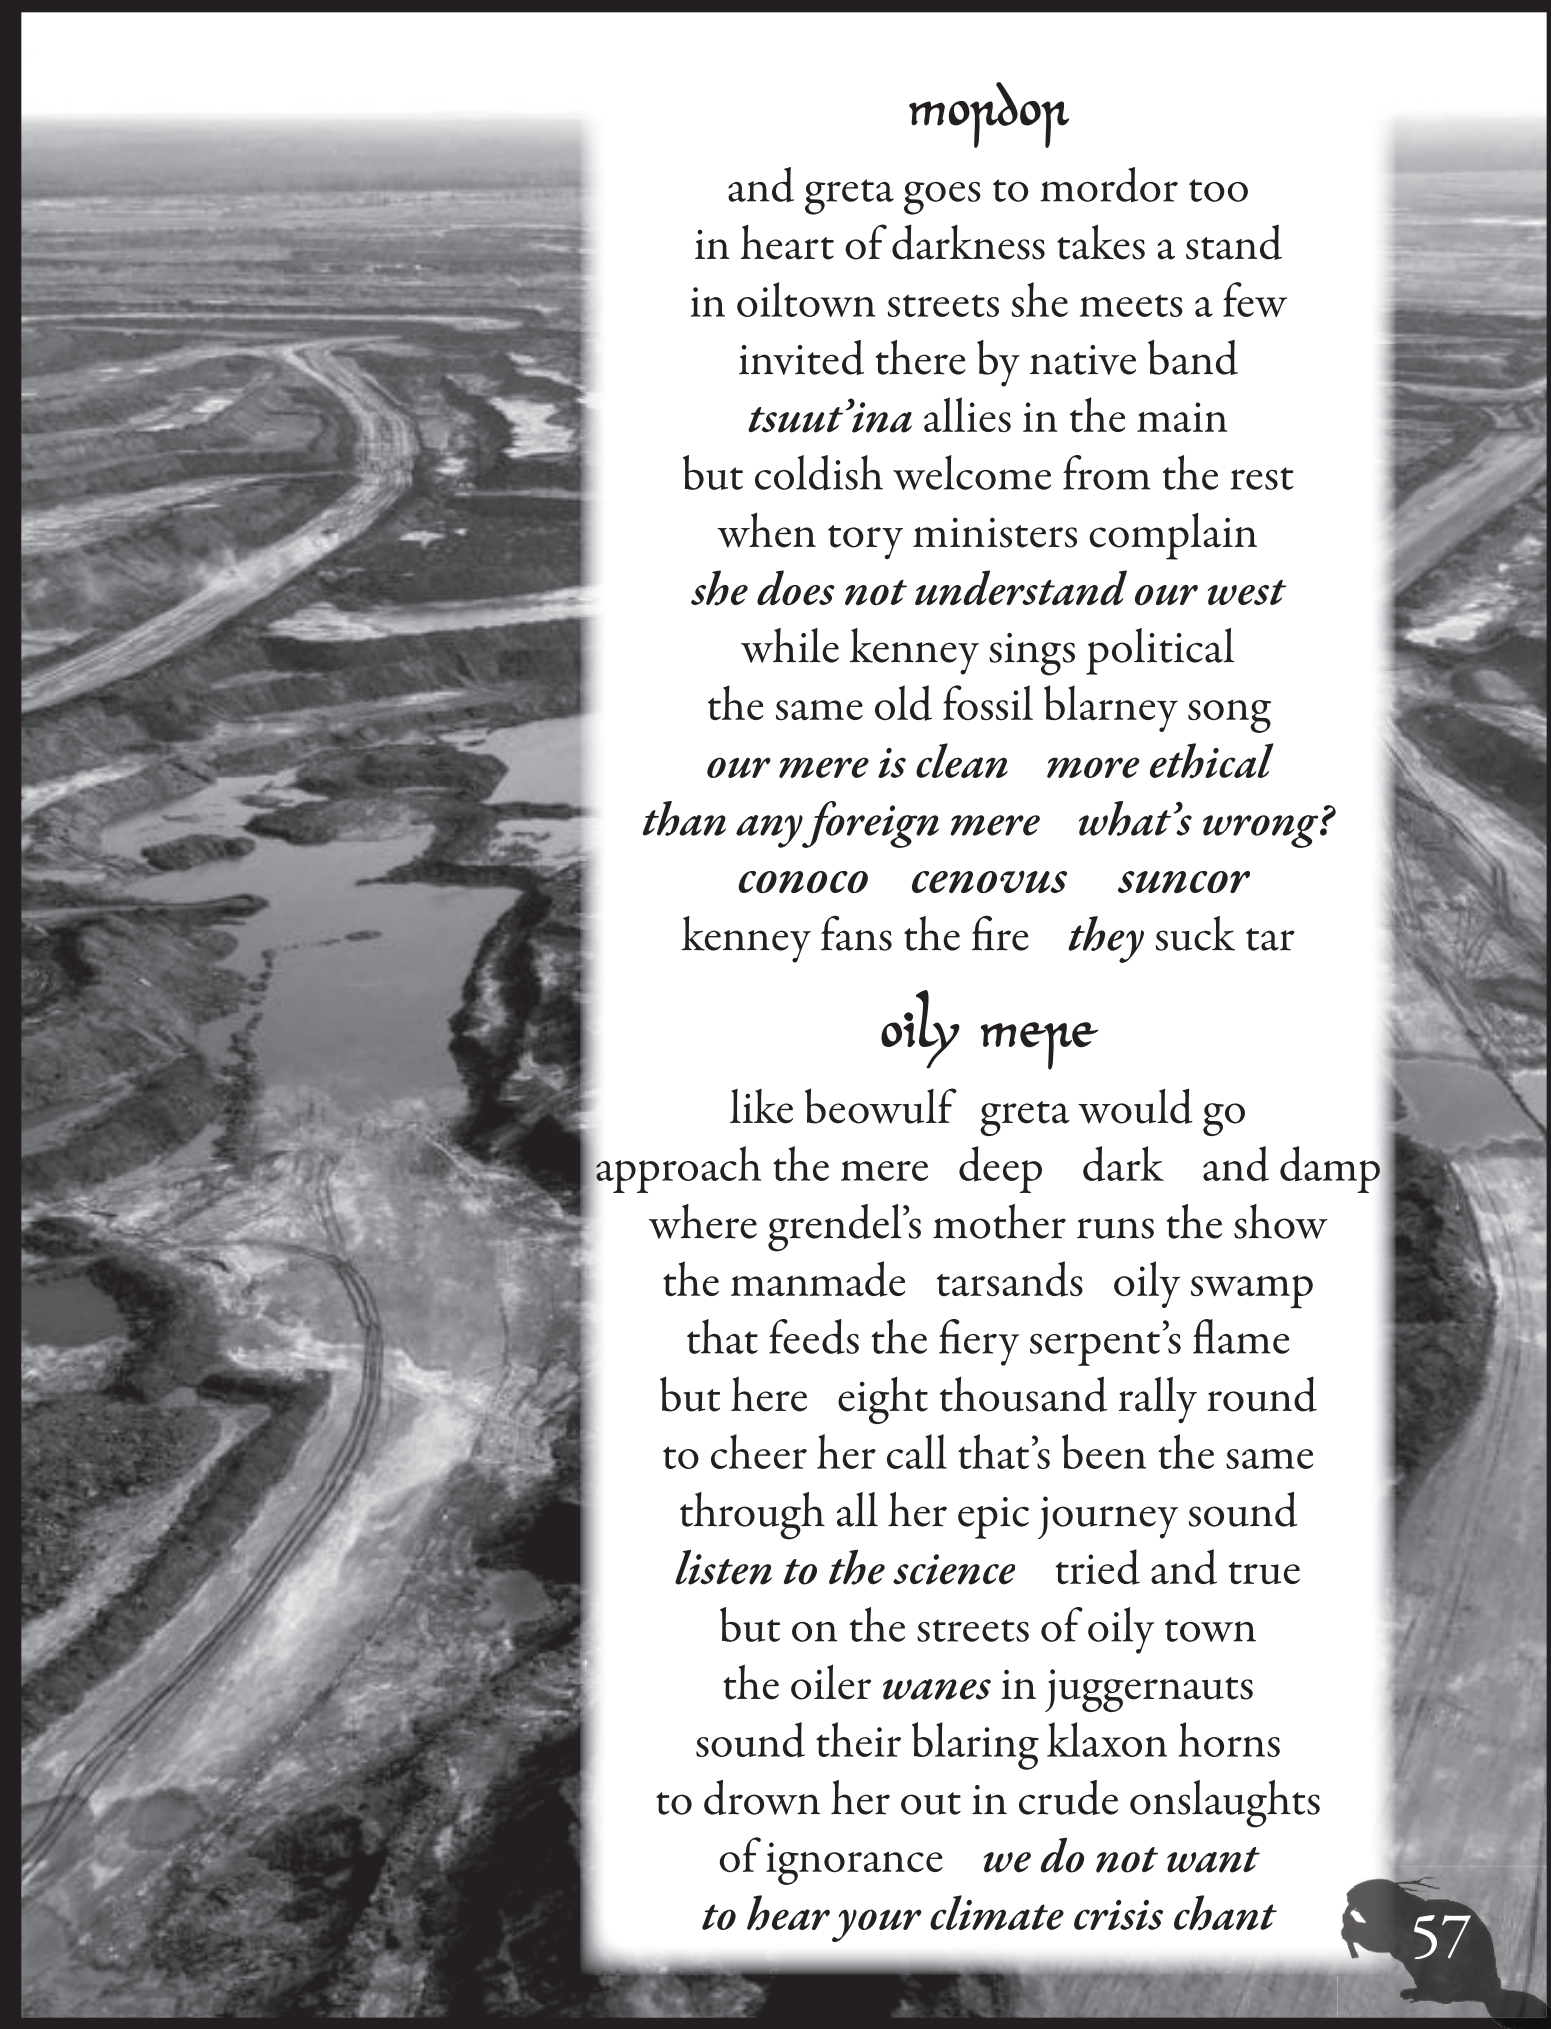 mordor
and greta goes to mordor too
in heart of darkness takes a stand
in oiltown streets she meets a few
invited there by native band
tsuut’ina allies in the main
but coldish welcome from the rest
when tory ministers complain
she does not understand our west
while kenney sings political
the same old fossil blarney song
our mere is clean more ethical
than any foreign mere what’s wrong?
conoco cenovus suncor
kenney fans the fire they suck tar
oily mere
like beowulf greta would go
approach the mere deep dark and damp
where grendel’s mother runs the show
the manmade tarsands oily swamp
that feeds the fiery serpent’s flame
but here eight thousand rally round
to cheer her call that’s been the same
through all her epic journey sound
listen to the science tried and true
but on the streets of oily town
the oiler wanes in juggernauts
sound their blaring klaxon horns
to drown her out in crude onslaughts
of ignorance we do not want
to hear your climate crisis chant
57